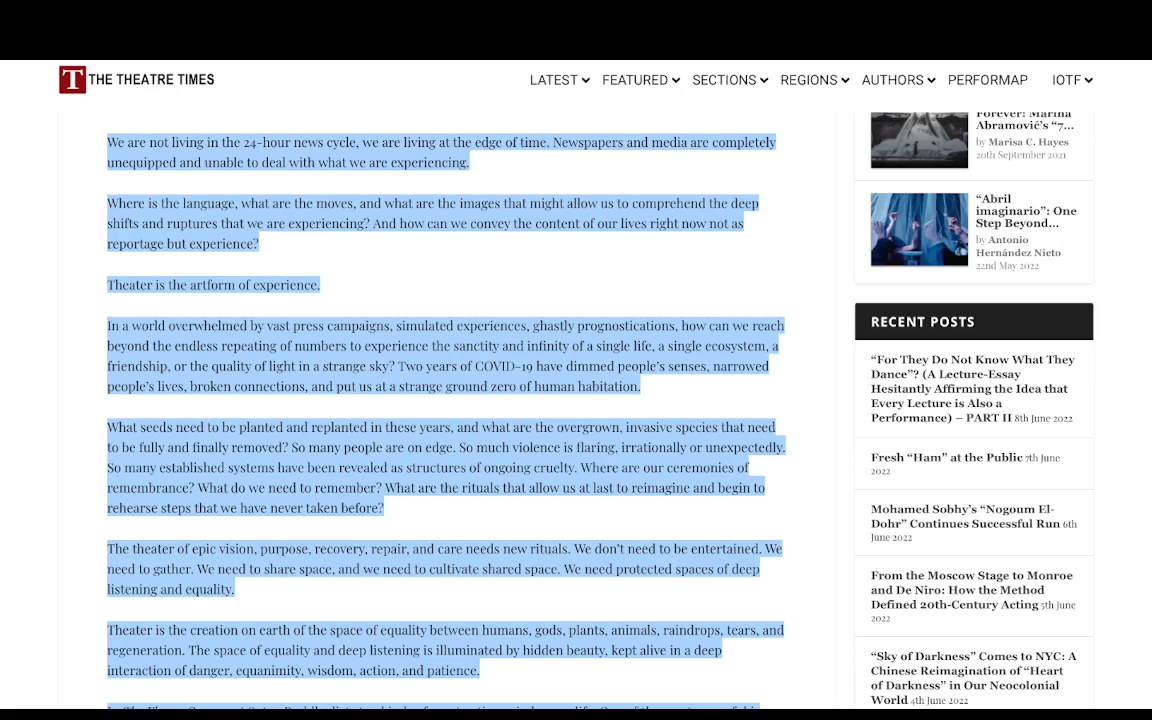 THE THEATRE TIMES
LATEST FEATURED SECTIONS REGIONS AUTHORS PERFORMAP IOTF
We are not living in the 24-hour news cycle, we are living at the edge of time. Newspapers and media are completely
unequipped and unable to deal with what we are experiencing.
Where is the language, what are the moves, and what are the images that might allow us to comprehend the deep
shifts and ruptures that we are experiencing? And how can we convey the content of our lives right now not as
reportage but experience?
Theater is the artform of experience.
In a world overwhelmed by vast press campaigns, simulated experiences, ghastly prognostications, how can we reach
beyond the endless repeating of numbers to experience the sanctity and infinity of a single life, a single ecosystem, a
friendship, or the quality of light in a strange sky? Two years of COVID-19 have dimmed people's senses, narrowed
people's lives, broken connections, and put us at a strange ground zero of human habitation.
What seeds need to be planted and replanted in these years, and what are the overgrown, invasive species that need
to be fully and finally removed? So many people are on edge. So much violence is flaring, irrationally or unexpectedly.
So many established systems have been revealed as structures of ongoing cruelty. Where are our ceremonies of
remembrance? What do we need to remember? What are the rituals that allow us at last to reimagine and begin to
rehearse steps that we have never taken before?
The theater of epic vision, purpose, recovery, repair, and care needs new rituals. We don't need to be entertained. We
need to gather. We need to share space, and we need to cultivate shared space. We need protected spaces of deep
listening and equality.
Theater is the creation on earth of the space of equality between humans, gods, plants, animals, raindrops, tears, and
regeneration. The space of equality and deep listening is illuminated by hidden beauty, kept alive in a deep
interaction of danger, equanimity, wisdom, action, and patience.
Forever: Marina
Abramović's "7...
by Marisa C. Hayes
20th September 2021
"Abril
imaginario": One
Step Beyond...
by Antonio
Hernández Nieto
22nd May 2022
RECENT POSTS
"For They Do Not Know What They
Dance"? (A Lecture-Essay
Hesitantly Affirming the Idea that
Every Lecture is Also a
Performance) – PART II 8th June 2022
Fresh "Ham" at the Public 7th June
2022
Mohamed Sobhy's "Nogoum El-
Dohr" Continues Successful Run 6th
June 2022
From the Moscow Stage to Monroe
and De Niro: How the Method
Defined 20th-Century Acting 5th June
2022
"Sky of Darkness" Comes to NYC: A
Chinese Reimagination of "Heart
of Darkness" in Our Neocolonial
World 4th June 2022